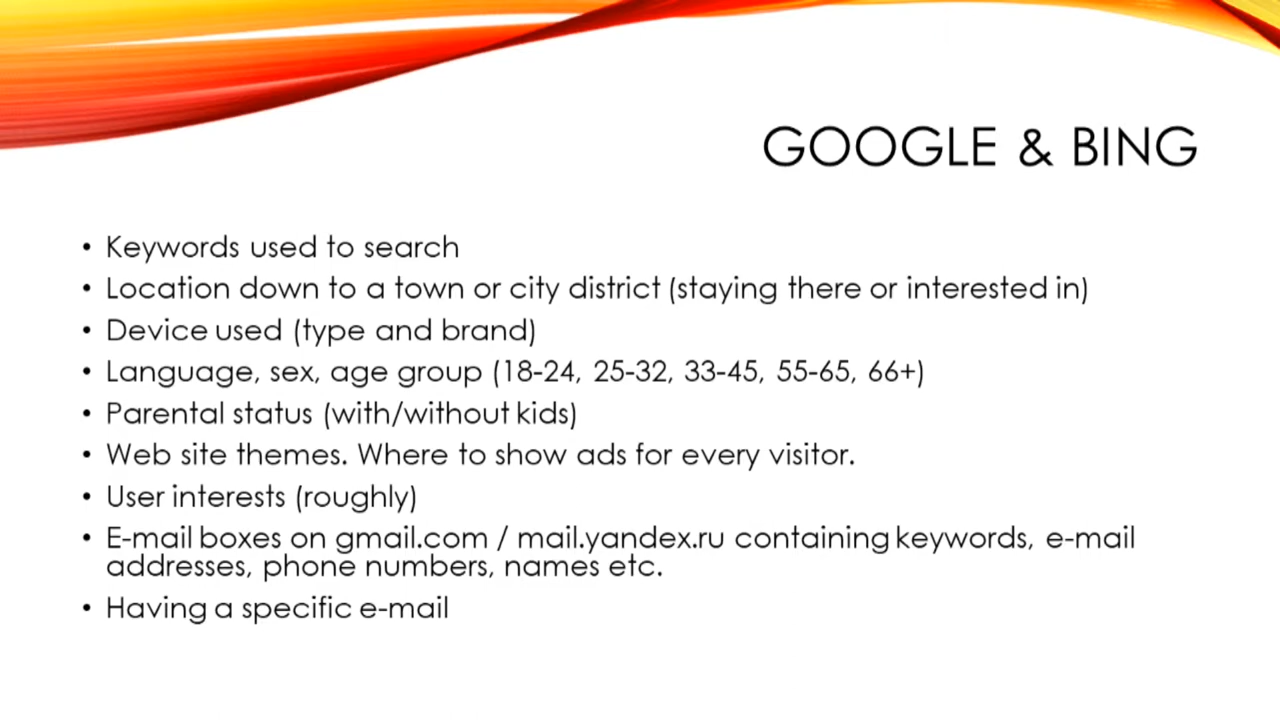 GOOGLE & BING
• Keywords used to search
• Location down to a town or city district (staying there or interested in)
• Device used (type and brand)
• Language, sex, age group (18-24, 25-32, 33-45, 55-65, 66+)
• Parental status (with/without kids)
• Web site themes. Where to show ads for every visitor.
• User interests (roughly)
• E-mail boxes on gmail.com / mail.yandex.ru containing keywords, e-mail
addresses, phone numbers, names etc.
• Having a specific e-mail